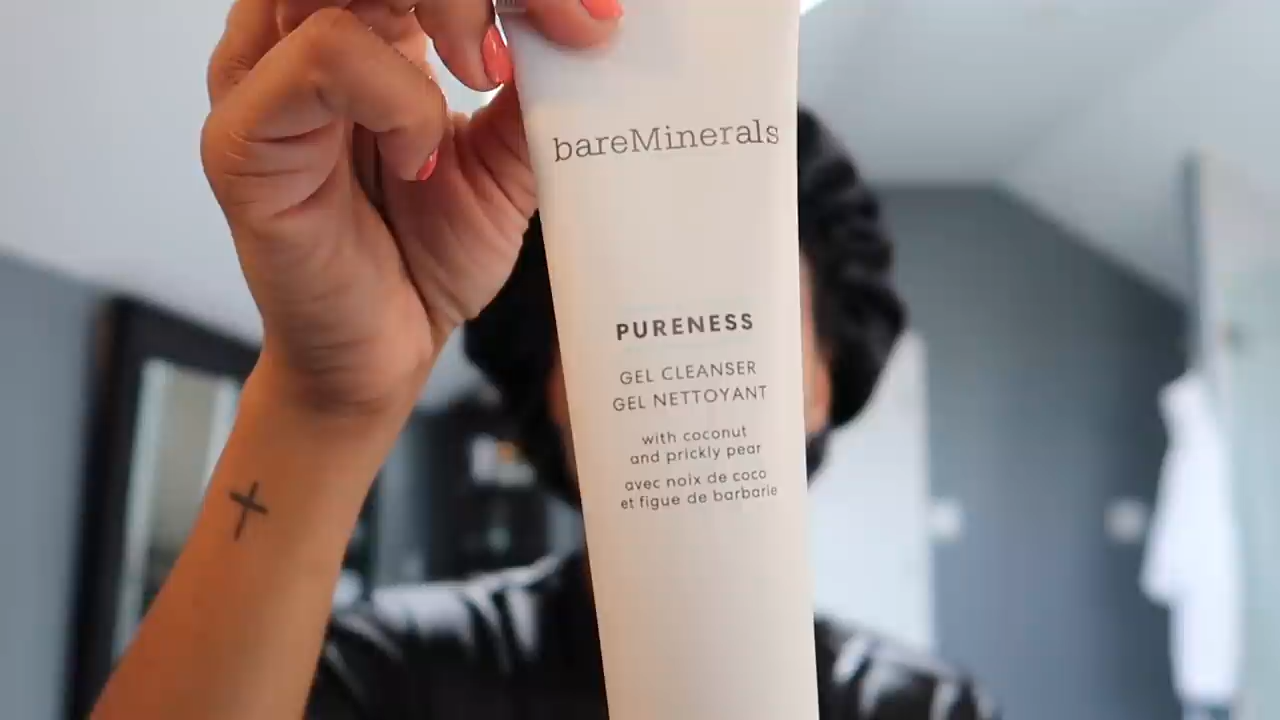 bareMinerals
PURENESS
GEL CLEANSER
GEL NETTOYANT
with coconut
and prickly pear
avec noix de coco
et figue de barbarie